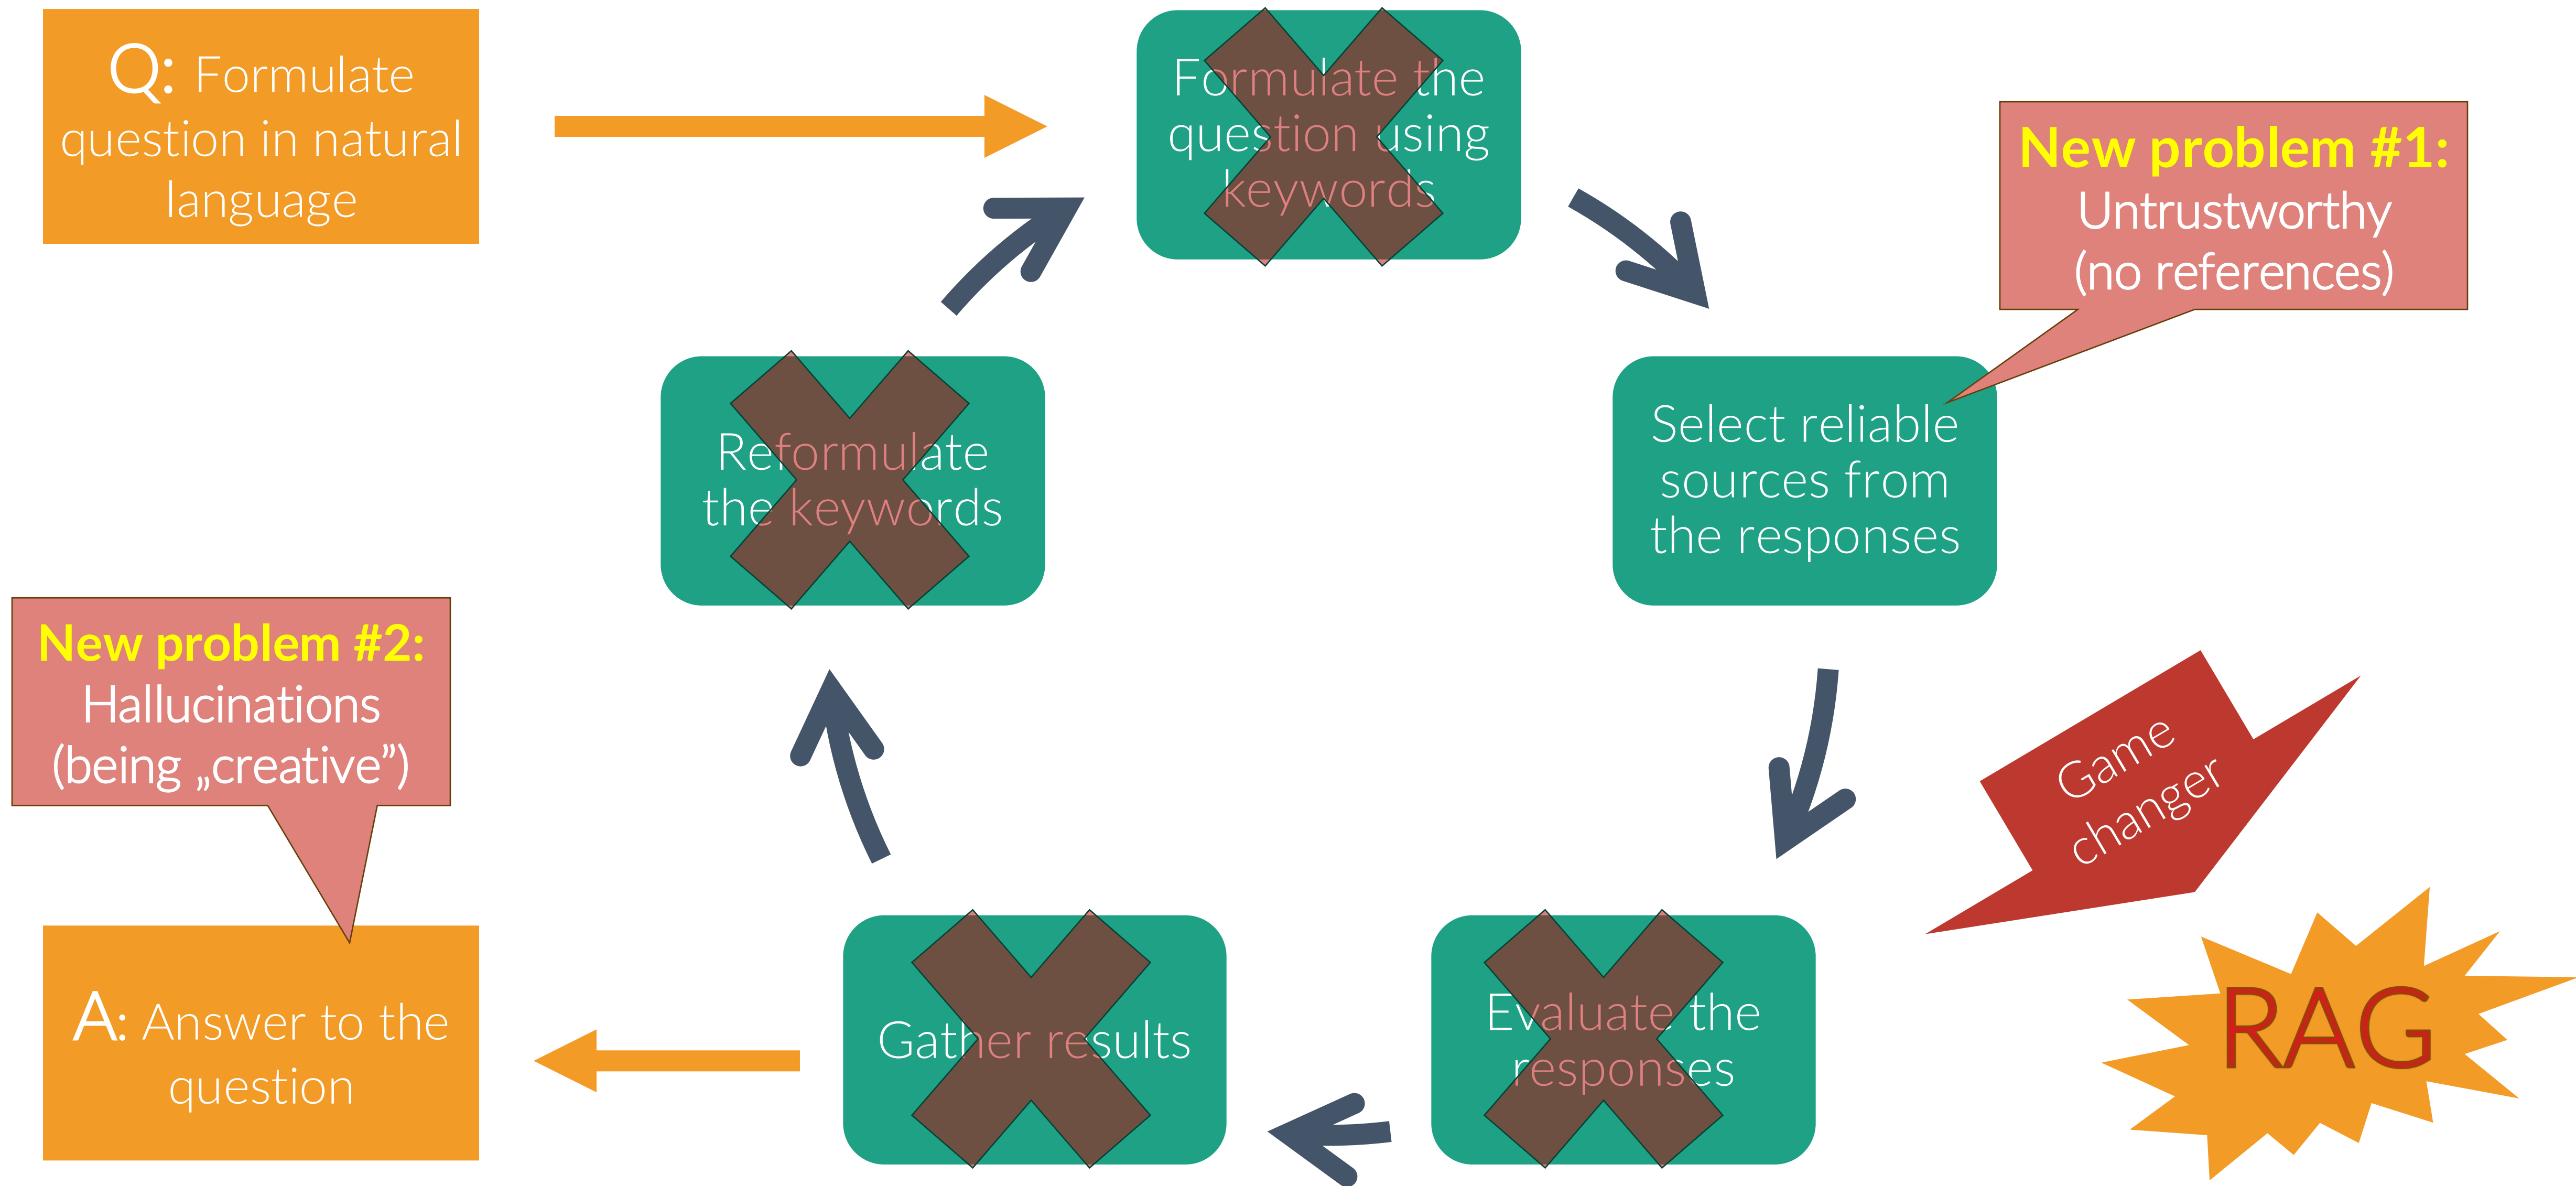 Q: Formulate
question in natural
language
Formulate the
question using
keywords
New problem #1:
Untrustworthy
(no references)
Select reliable
sources from
the responses
Reformulate
the keywords
New problem #2:
Hallucinations
(being „creative”)
Game
changer
RAG
Evaluate the
responses
Gather results
A: Answer to the
question